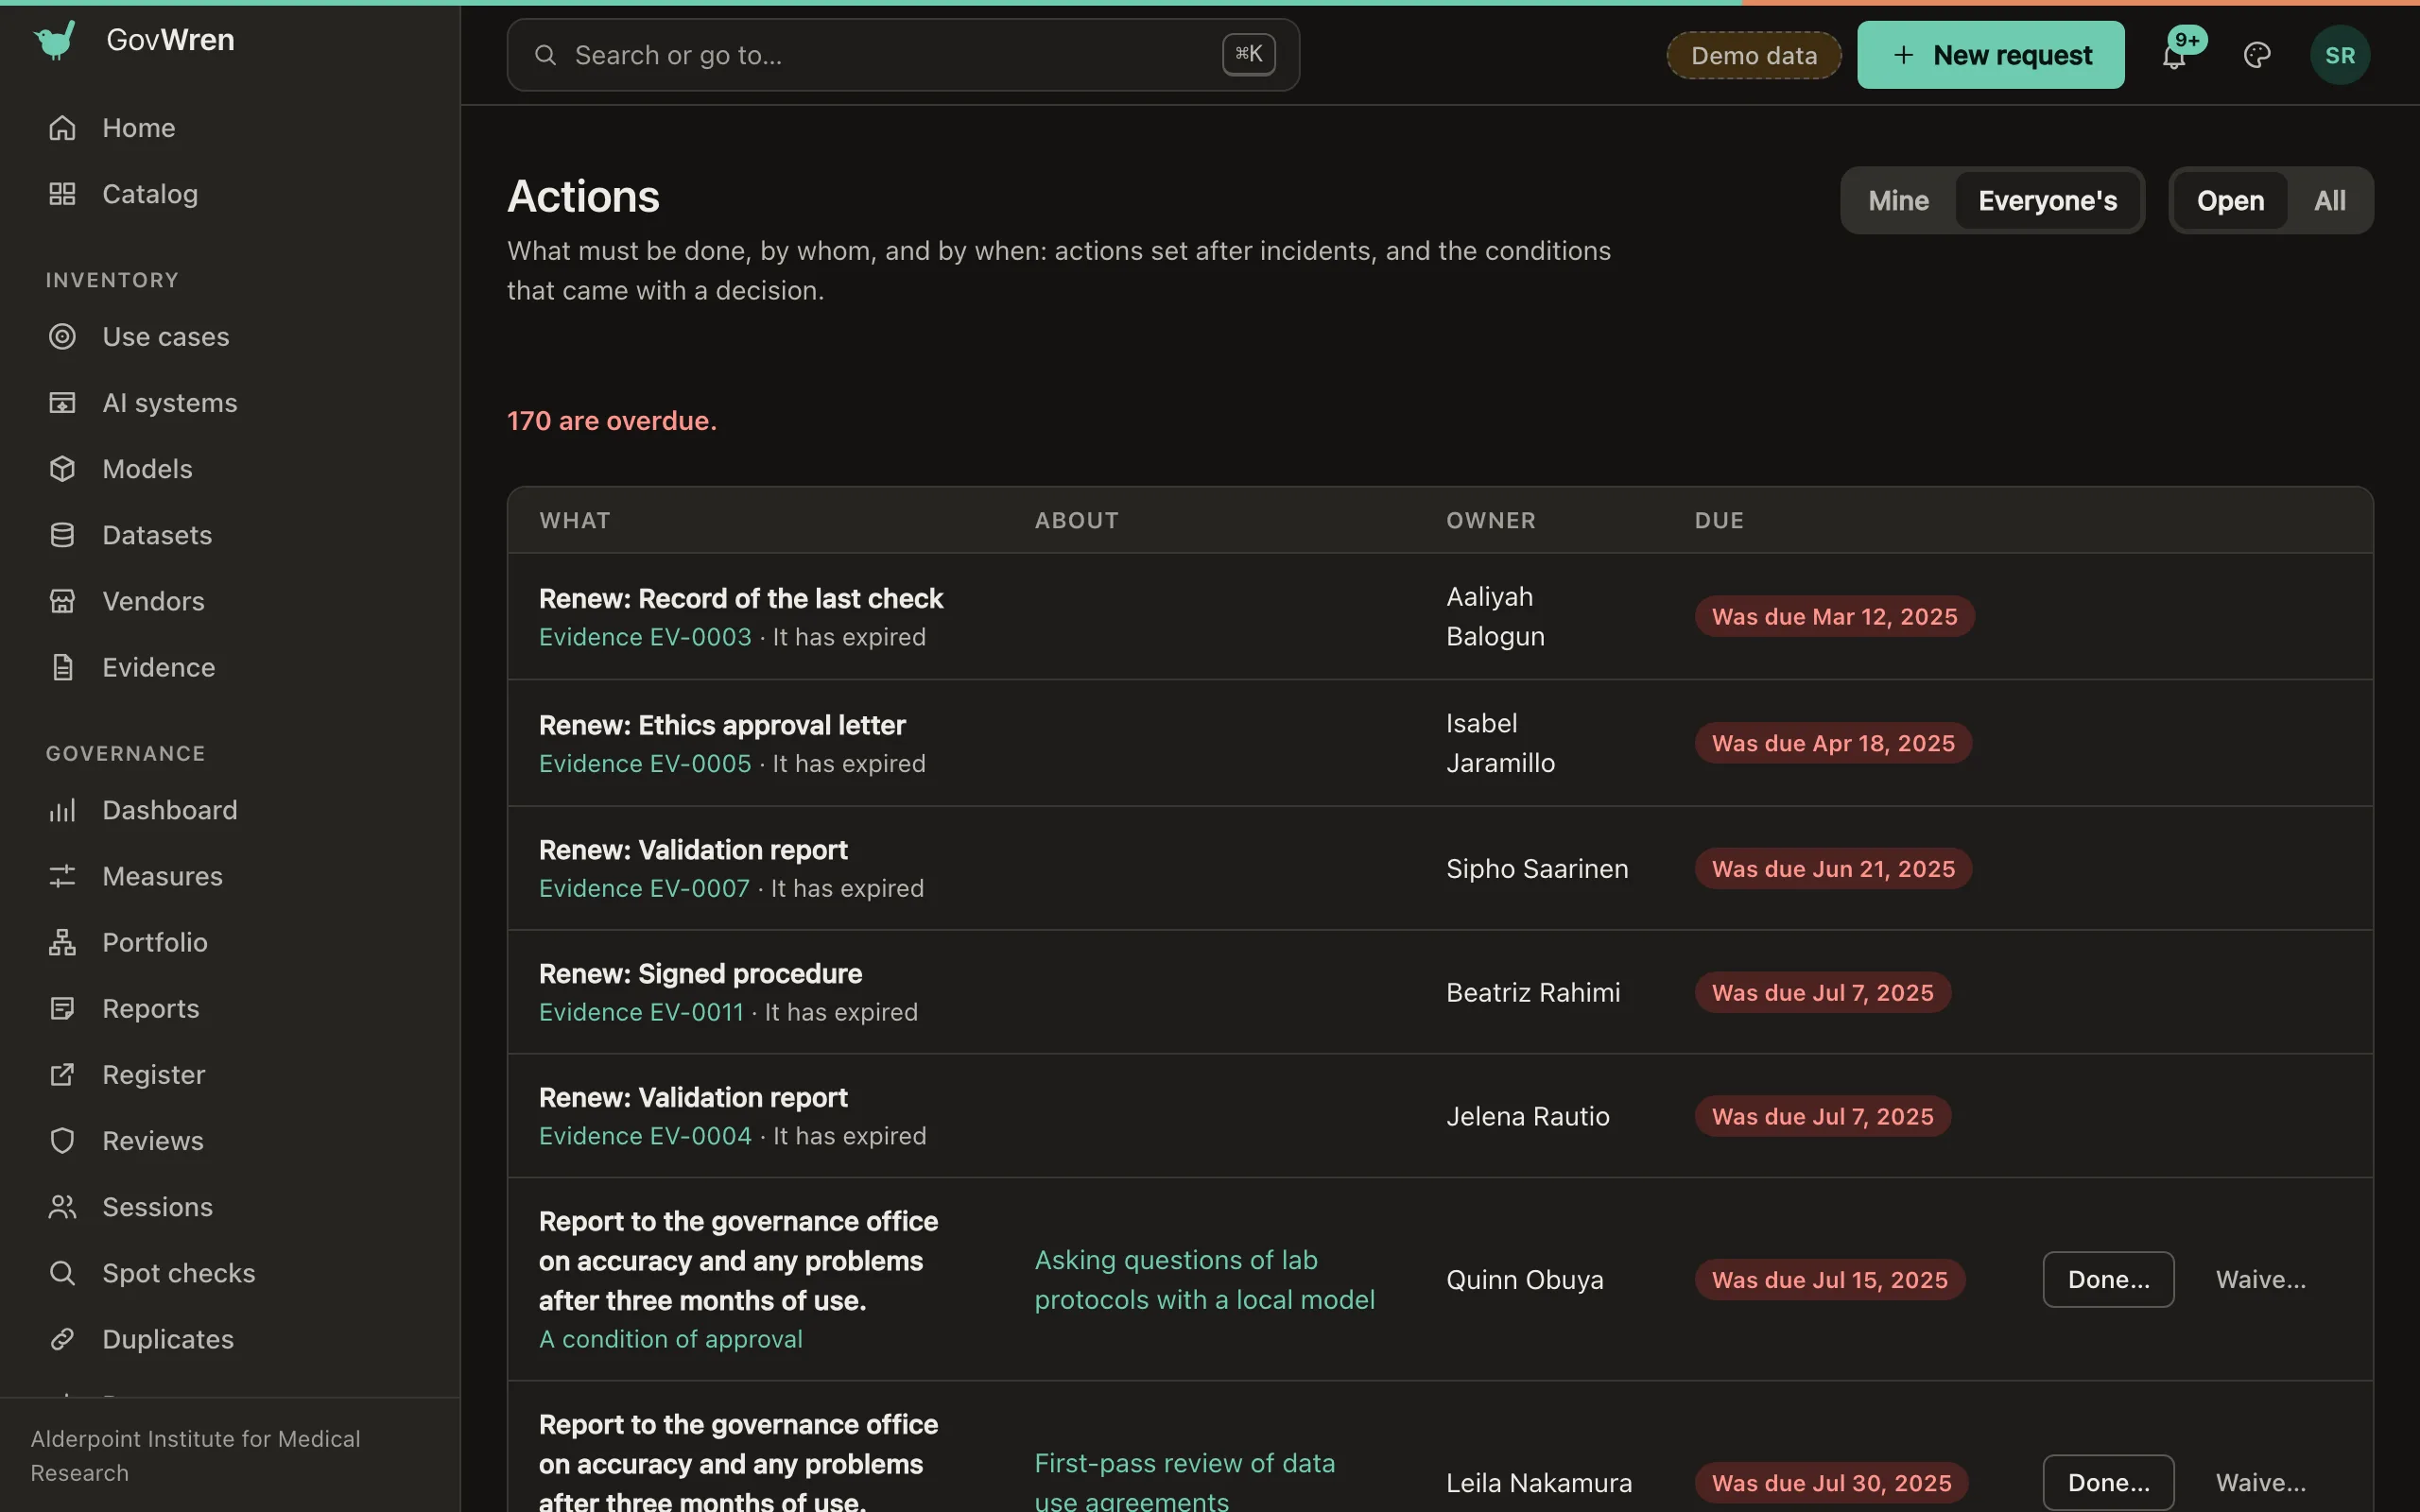 GovWren
Search or go to...
⌘K
Demo data
+ New request
9+
SR
Home
Catalog
INVENTORY
Use cases
AI systems
Models
Datasets
Vendors
Evidence
GOVERNANCE
Dashboard
Measures
Portfolio
Reports
Register
Reviews
Sessions
Spot checks
Duplicates
Alderpoint Institute for Medical
Research
Actions
What must be done, by whom, and by when: actions set after incidents, and the conditions
that came with a decision.
Mine
Everyone's
Open
All
170 are overdue.
WHAT
ABOUT
OWNER
DUE
Renew: Record of the last check
Evidence EV-0003 · It has expired
Aaliyah
Balogun
Was due Mar 12, 2025
Renew: Ethics approval letter
Evidence EV-0005 · It has expired
Isabel
Jaramillo
Was due Apr 18, 2025
Renew: Validation report
Evidence EV-0007 · It has expired
Sipho Saarinen
Was due Jun 21, 2025
Renew: Signed procedure
Evidence EV-0011 · It has expired
Beatriz Rahimi
Was due Jul 7, 2025
Renew: Validation report
Evidence EV-0004 · It has expired
Jelena Rautio
Was due Jul 7, 2025
Report to the governance office
on accuracy and any problems
after three months of use.
A condition of approval
Asking questions of lab
protocols with a local model
Quinn Obuya
Was due Jul 15, 2025
Done...
Waive...
Report to the governance office
on accuracy and any problems
after three months of use.
First-pass review of data
use agreements
Leila Nakamura
Was due Jul 30, 2025
Done...
Waive...